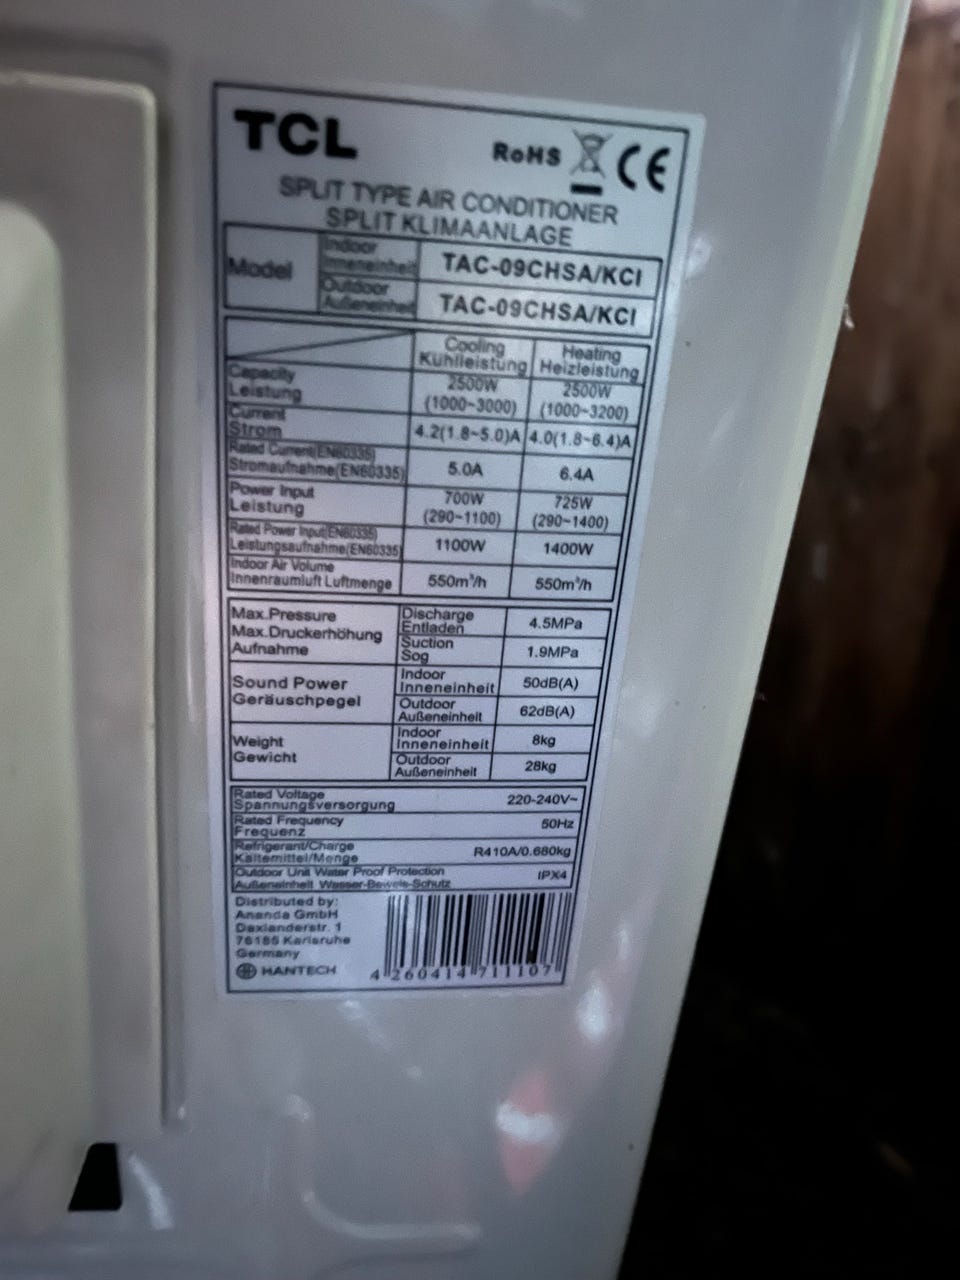 TCL
RoHS CE
SPLIT TYPE AIR CONDITIONER
SPLIT KLIMAANLAGE
Model
Indoor
Inneneinheit
TAC-09CHSA/KCI
Outdoor
Außeneinheit
TAC-09CHSA/KCI
Cooling
Kühlleistung
Heating
Heizleistung
Capacity
Leistung
2500W
(1000~3000)
2500W
(1000~3200)
Current
Strom
4.2(1.8~5.0)A
4.0(1.8~6.4)A
Rated Current(EN60335)
Stromaufnahme(EN60335)
5.0A
6.4A
Power Input
Leistung
700W
(290~1100)
725W
(290~1400)
Rated Power Input(EN60335)
Leistungsaufnahme(EN60335)
1100W
1400W
Indoor Air Volume
Innenraumluft Luftmenge
550m³/h
550m³/h
Max.Pressure
Max.Druckerhöhung
Aufnahme
Discharge
Entladen
4.5MPa
Suction
Sog
1.9MPa
Sound Power
Geräuschpegel
Indoor
Inneneinheit
50dB(A)
Outdoor
Außeneinheit
62dB(A)
Weight
Gewicht
Indoor
Inneneinheit
8kg
Outdoor
Außeneinheit
28kg
Rated Voltage
Spannungsversorgung
220-240V~
Rated Frequency
Frequenz
50Hz
Refrigerant/Charge
Kältemittel/Menge
R410A/0.680kg
Outdoor Unit Water Proof Protection
Außeneinheit Wasser-Beweis-Schutz
IPX4
Distributed by:
Ananda GmbH
Daxlanderstr. 1
76185 Karlsruhe
Germany
HANTECH
4 260414 711107